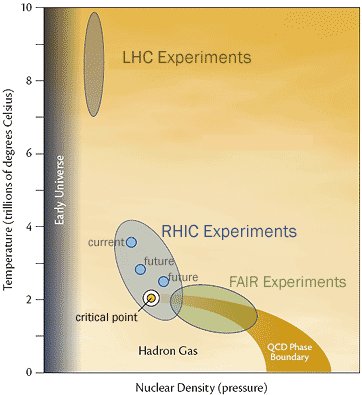 10
8
6
4
2
0
Temperature (trillions of degrees Celsius)
Early Universe
LHC Experiments
RHIC Experiments
current
future
future
FAIR Experiments
critical point
Hadron Gas
QCD Phase
Boundary
Nuclear Density (pressure)